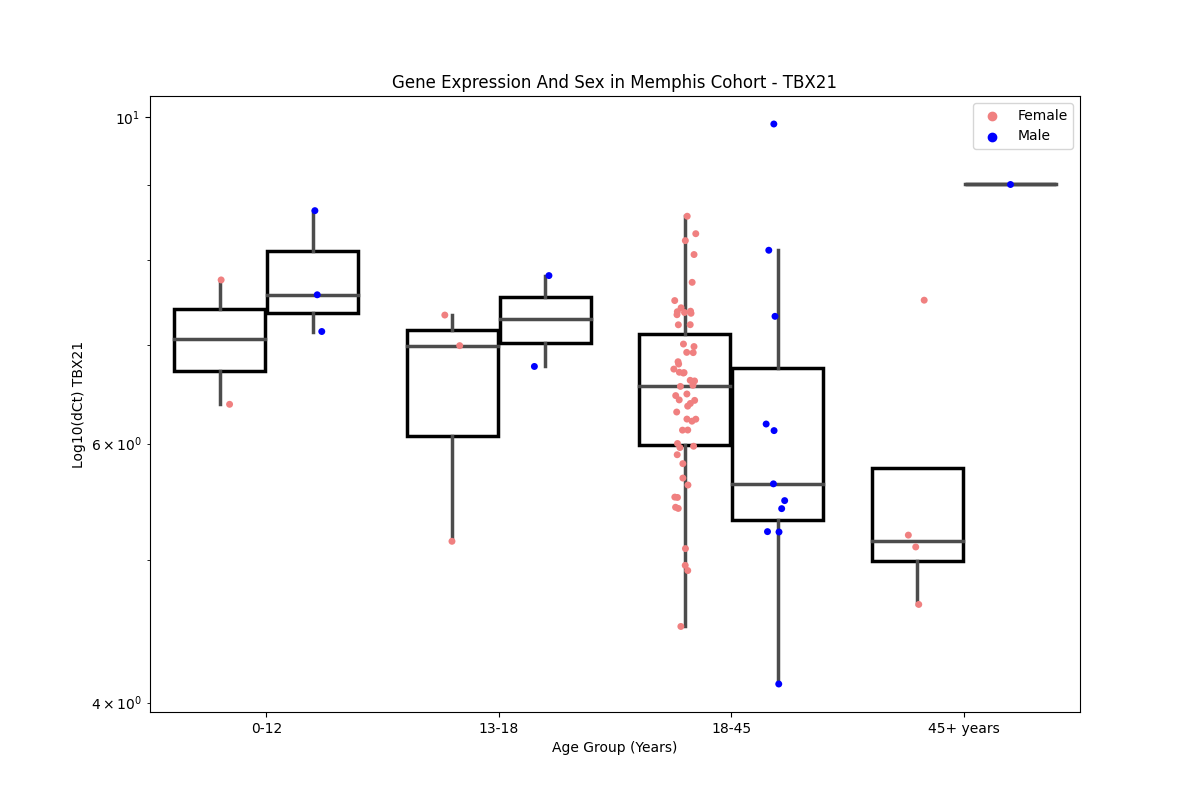 Gene Expression And Sex in Memphis Cohort - TBX21
Female
Male
10¹
6 × 10⁰
4 × 10⁰
Log10(dCt) TBX21
0-12
13-18
18-45
45+ years
Age Group (Years)